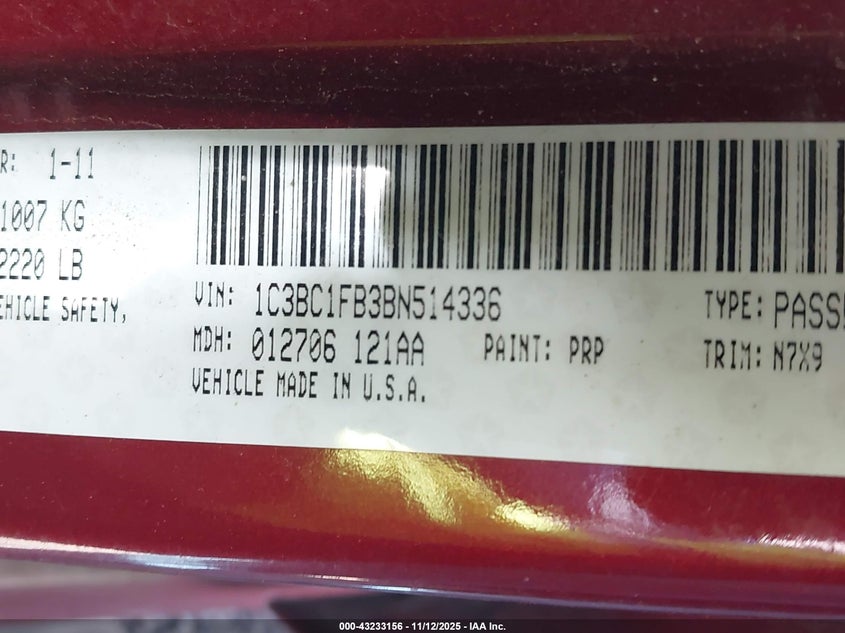 R: 1-11
1007 KG
2220 LB
EHICLE SAFETY,
VIN: 1C3BC1FB3BN514336
TYPE: PASS
MDH: 012706 121AA
PAINT: PRP
TRIM: N7X9
VEHICLE MADE IN U.S.A.
000-43233156 - 11/12/2025 - IAA Inc.